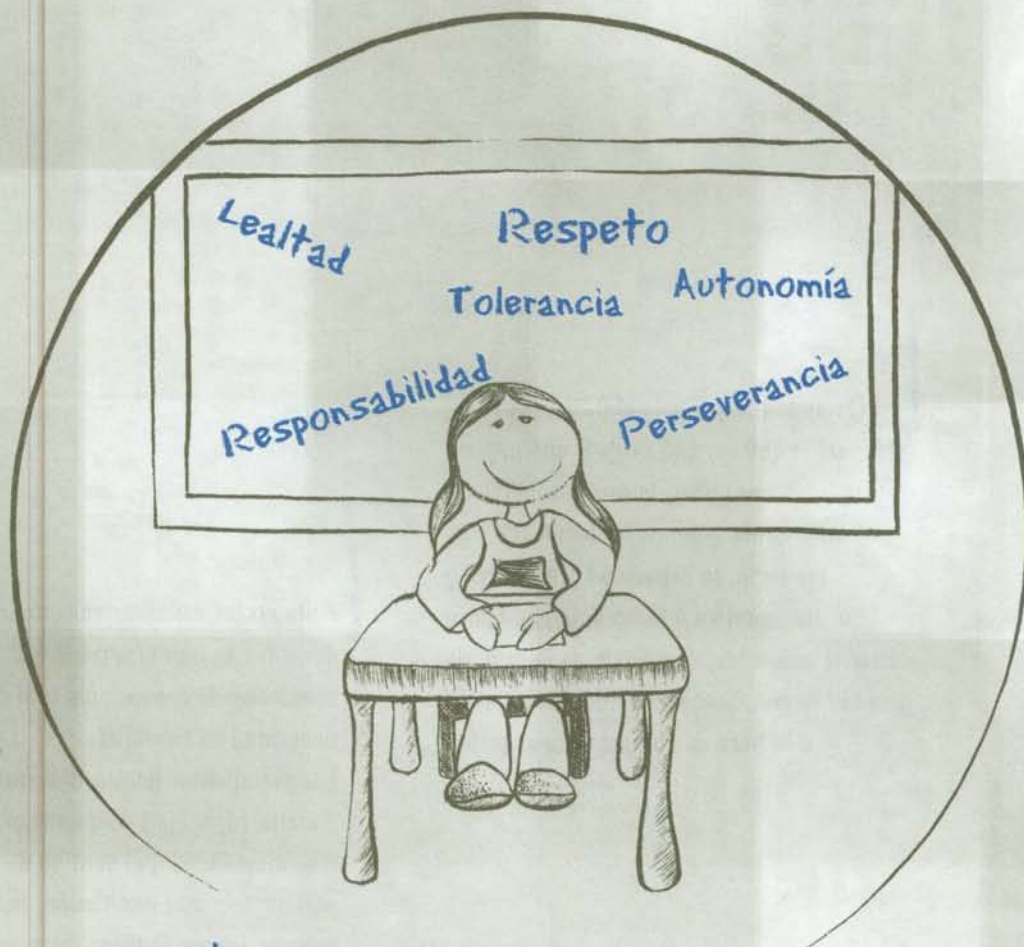 Lealtad
Respeto
Tolerancia
Autonomía
Responsabilidad
Perseverancia